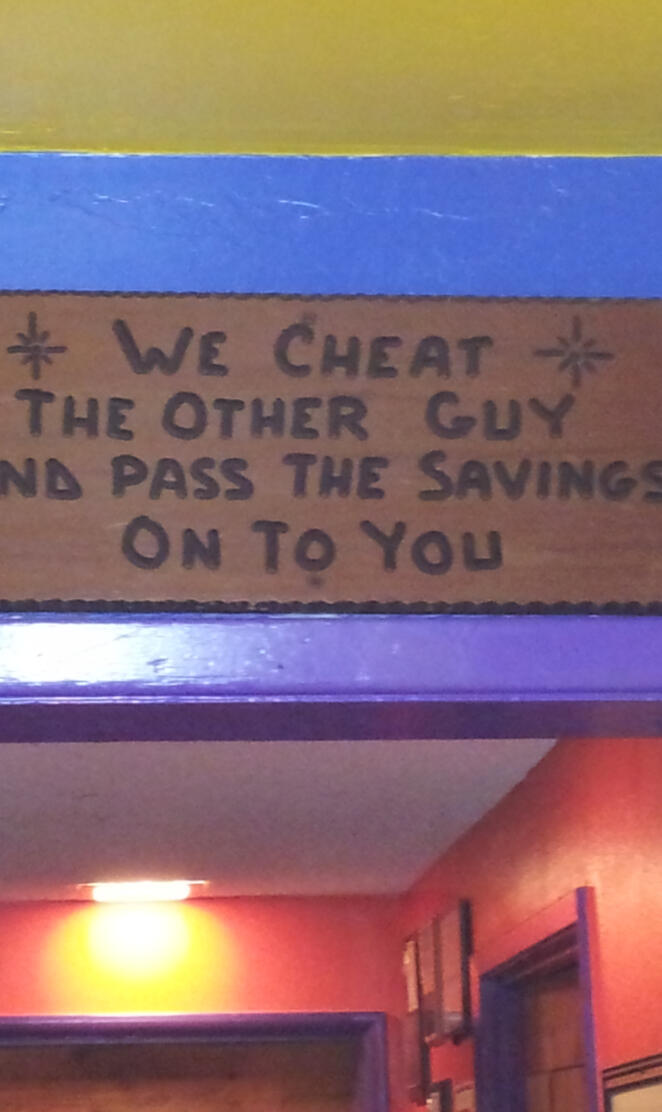 We Cheat
The Other Guy
nd Pass The Savings
On To You